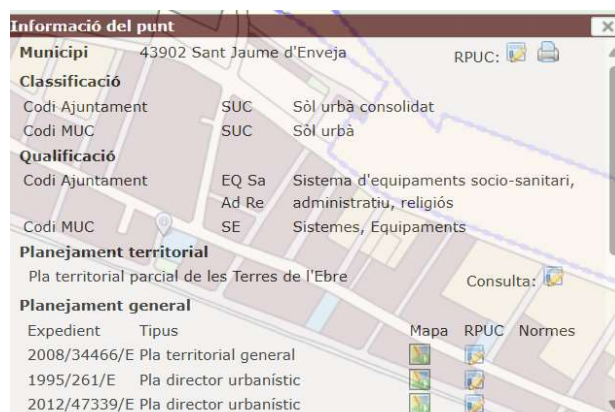 Informació del punt
Municipi 43902 Sant Jaume d'Enveja RPUC:
Classificació
Codi Ajuntament SUC Sòl urbà consolidat
Codi MUC SUC Sòl urbà
Qualificació
Codi Ajuntament EQ Sa Sistema d'equipaments socio-sanitari,
Ad Re administratiu, religiós
Codi MUC SE Sistemes, Equipaments
Planejament territorial
Pla territorial parcial de les Terres de l'Ebre Consulta:
Planejament general
Expedient Tipus Mapa RPUC Normes
2008/34466/E Pla territorial general
1995/261/E Pla director urbanístic
2012/47339/E Pla director urbanístic